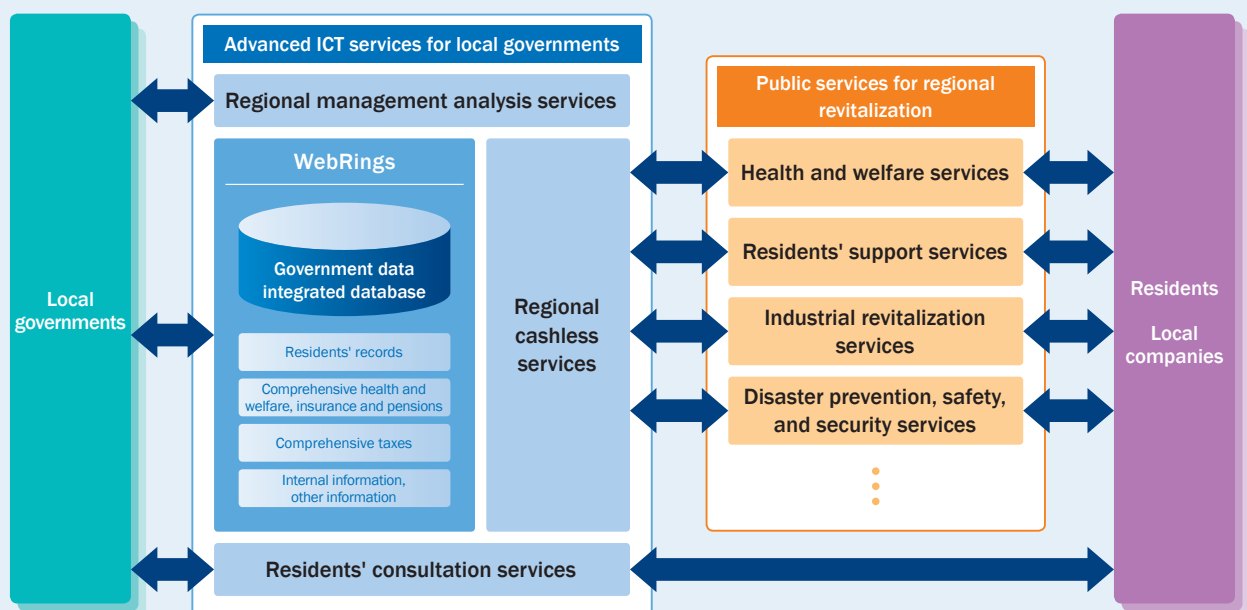 Local
governments
Advanced ICT services for local governments
Regional management analysis services
WebRings
Government data
integrated database
Residents' records
Comprehensive health and
welfare, insurance and pensions
Comprehensive taxes
Internal information,
other information
Regional
cashless
services
Residents' consultation services
Public services for regional
revitalization
Health and welfare services
Residents' support services
Industrial revitalization
services
Disaster prevention, safety,
and security services
Residents
Local
companies